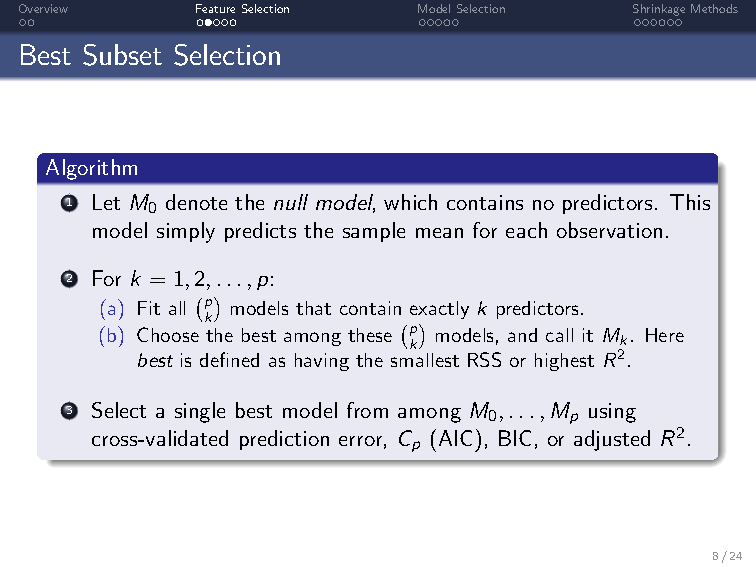 Overview Feature Selection Model Selection Shrinkage Methods
Best Subset Selection
Algorithm
1 Let M₀ denote the null model, which contains no predictors. This
model simply predicts the sample mean for each observation.
2 For k = 1, 2, . . . , p:
(a) Fit all (p k) models that contain exactly k predictors.
(b) Choose the best among these (p k) models, and call it Mₖ. Here
best is defined as having the smallest RSS or highest R².
3 Select a single best model from among M₀, . . . , Mₚ using
cross-validated prediction error, Cₚ (AIC), BIC, or adjusted R².
8 / 24